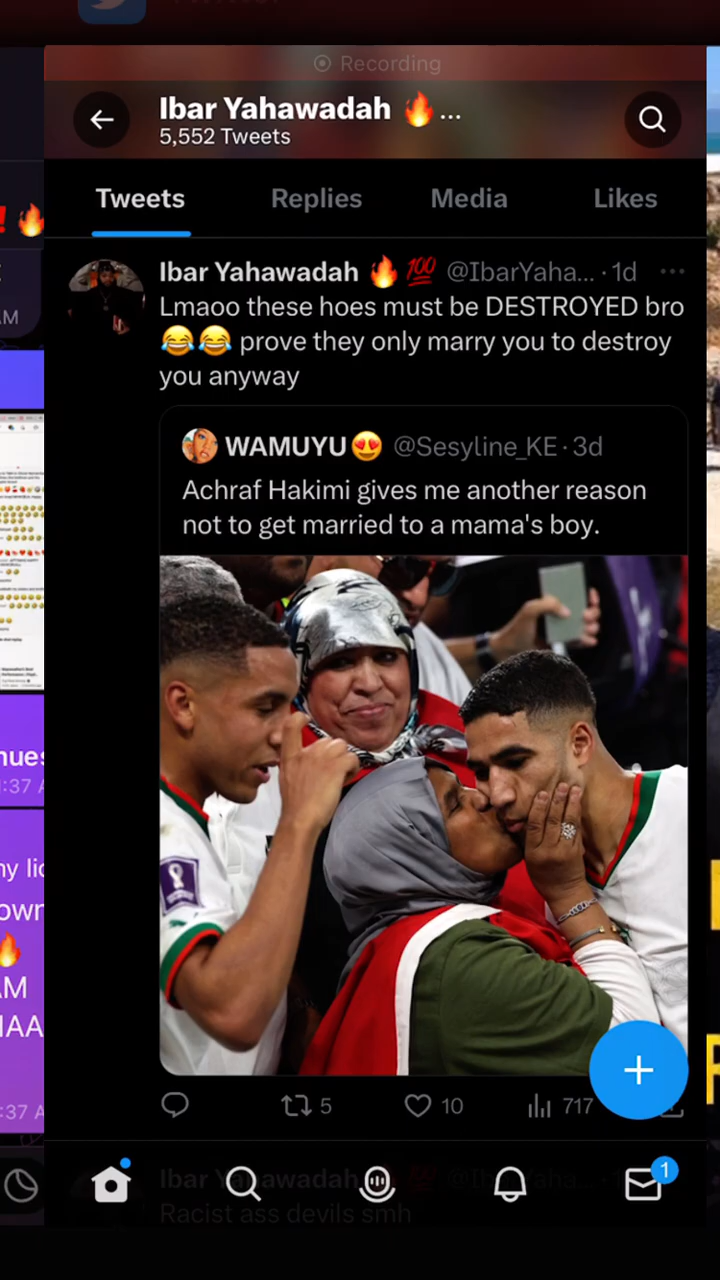 Recording
Ibar Yahawadah 🔥...
5,552 Tweets
Tweets Replies Media Likes
Ibar Yahawadah 🔥 💯 @IbarYaha... · 1d
Lmaoo these hoes must be DESTROYED bro
😂😂 prove they only marry you to destroy
you anyway
WAMUYU😍 @Sesyline_KE · 3d
Achraf Hakimi gives me another reason
not to get married to a mama's boy.
5 10 717
1
Ibar Yahawadah
Racist ass devils smh